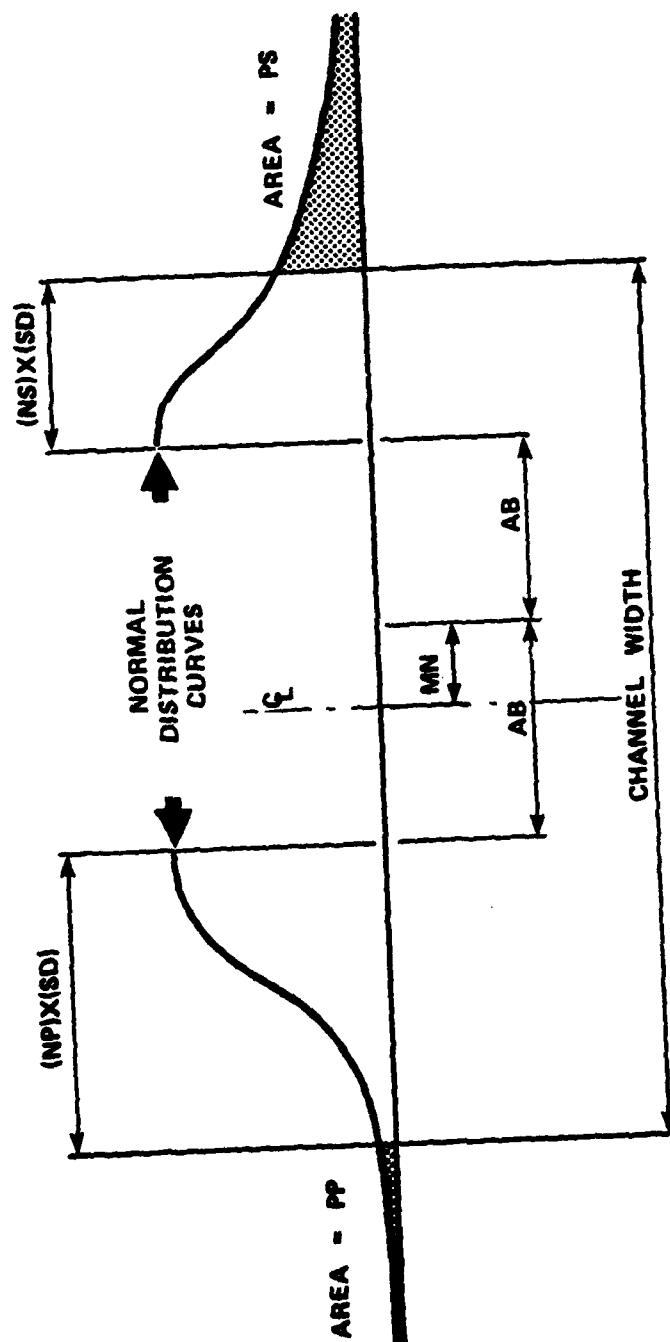 (NP)X(SD)
(NS)X(SD)
NORMAL
DISTRIBUTION
CURVES
AREA = PP
AREA = PS
℄
MN
AB
AB
CHANNEL WIDTH